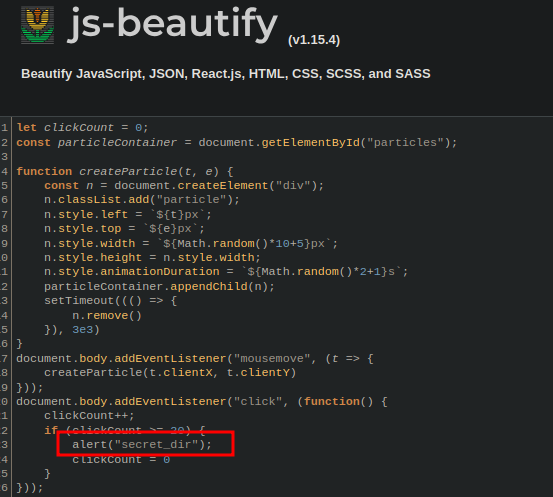 js-beautify (v1.15.4)
Beautify JavaScript, JSON, React.js, HTML, CSS, SCSS, and SASS
1 let clickCount = 0;
2 const particleContainer = document.getElementById("particles");
3
4 function createParticle(t, e) {
5 const n = document.createElement("div");
6 n.classList.add("particle");
7 n.style.left = `${t}px`;
8 n.style.top = `${e}px`;
9 n.style.width = `${Math.random()*10+5}px`;
0 n.style.height = n.style.width;
1 n.style.animationDuration = `${Math.random()*2+1}s`;
2 particleContainer.appendChild(n);
3 setTimeout((() => {
4 n.remove()
5 }), 3e3)
6 }
7 document.body.addEventListener("mousemove", (t => {
8 createParticle(t.clientX, t.clientY)
9 }));
0 document.body.addEventListener("click", (function() {
1 clickCount++;
2 if (clickCount >= 20) {
3 alert("secret_dir");
4 clickCount = 0
5 }
6 }));